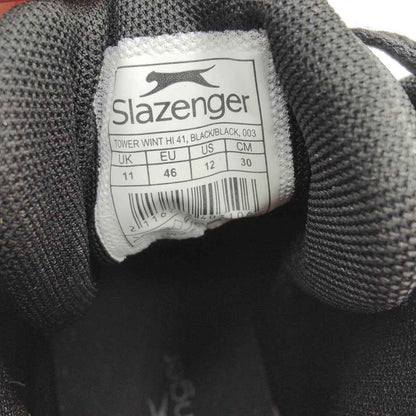 Slazenger
TOWER WINT HI 41, BLACK/BLACK, 003
UK EU US CM
11 46 12 30